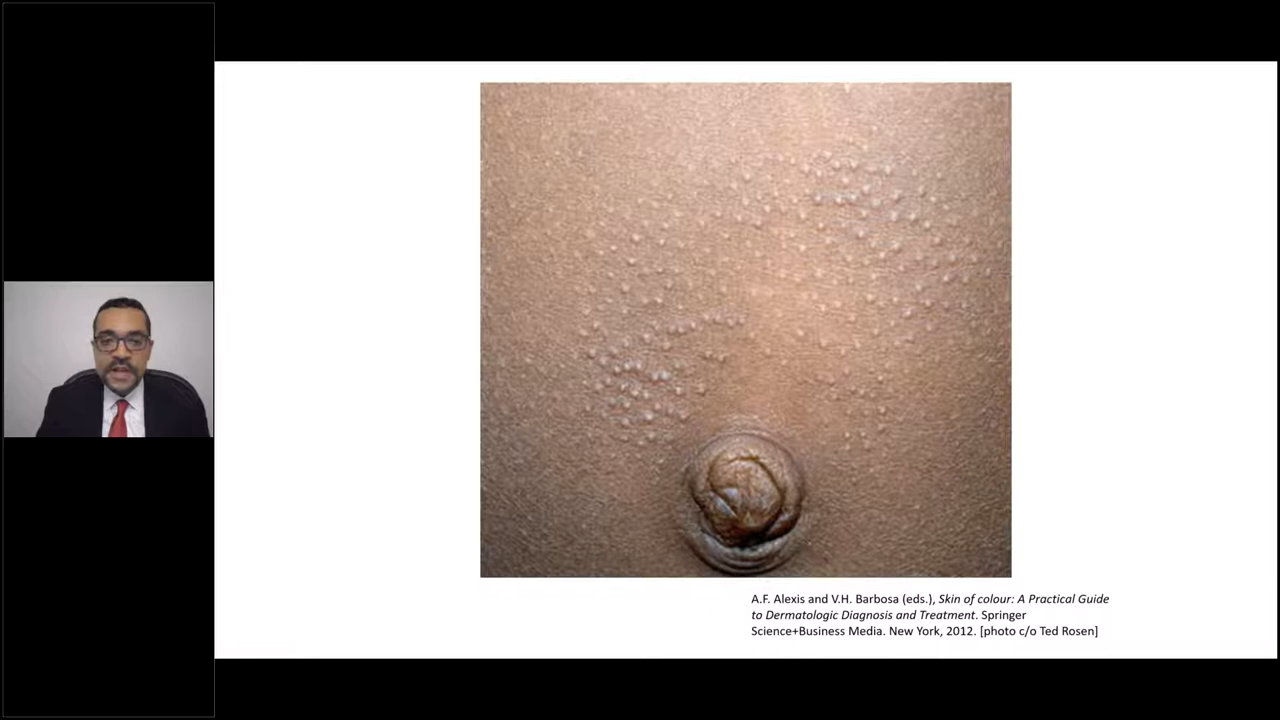 A.F. Alexis and V.H. Barbosa (eds.), Skin of colour: A Practical Guide
to Dermatologic Diagnosis and Treatment. Springer
Science+Business Media. New York, 2012. [photo c/o Ted Rosen]